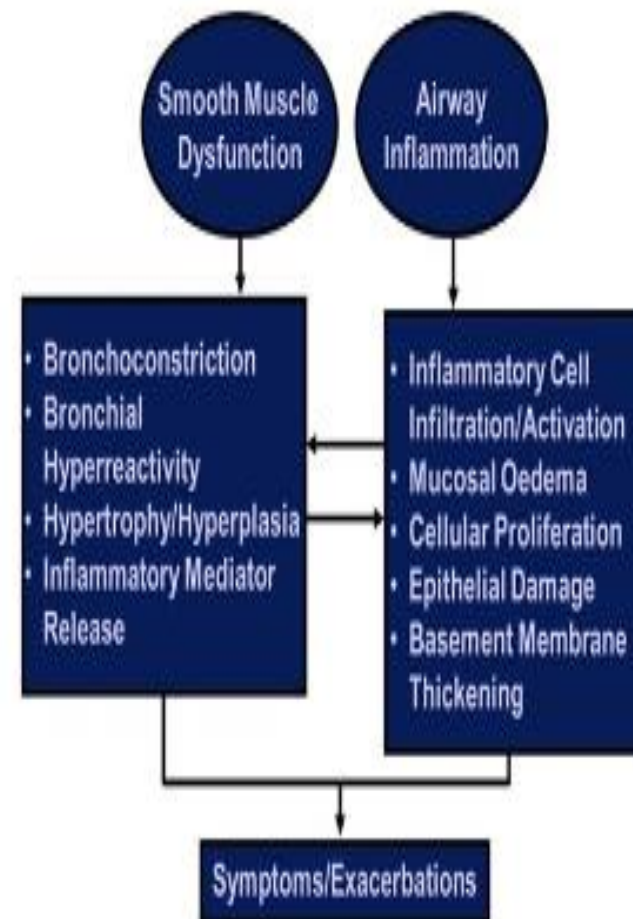 Smooth Muscle
Dysfunction
Airway
Inflammation
• Bronchoconstriction
• Bronchial
Hyperreactivity
• Hypertrophy/Hyperplasia
• Inflammatory Mediator
Release
• Inflammatory Cell
Infiltration/Activation
• Mucosal Oedema
• Cellular Proliferation
• Epithelial Damage
• Basement Membrane
Thickening
Symptoms/Exacerbations